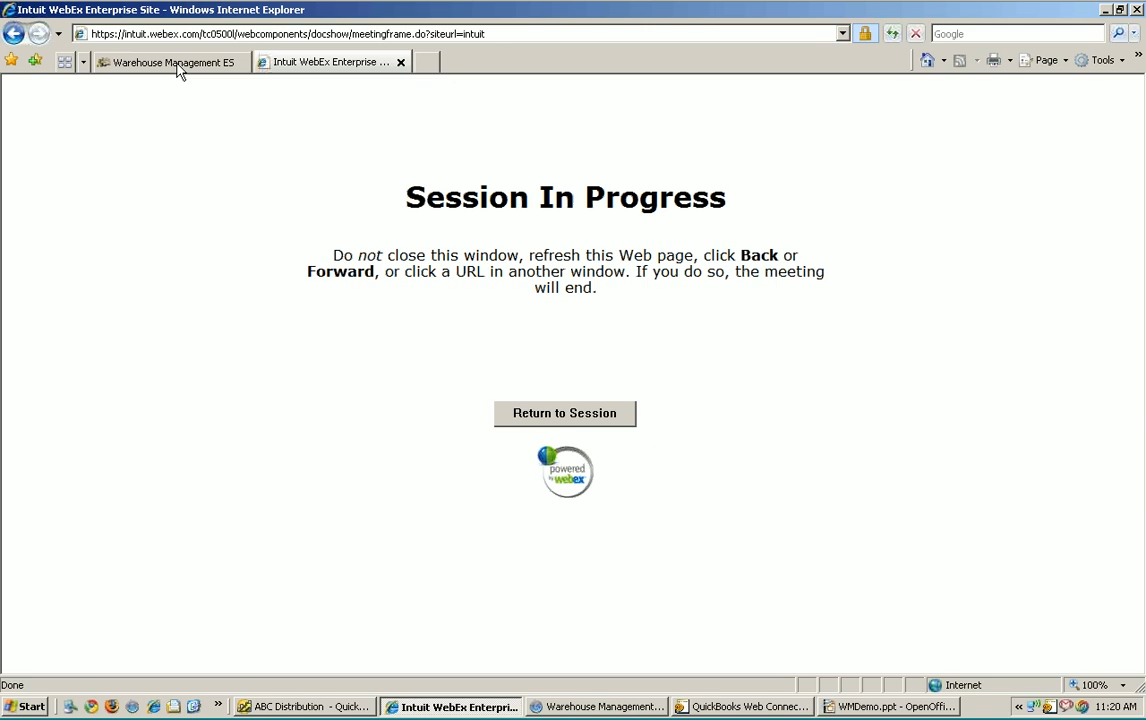 Intuit WebEx Enterprise Site - Windows Internet Explorer
https://intuit.webex.com/tc0500l/webcomponents/docshow/meetingframe.do?siteurl=intuit
Google
Warehouse Management ES
Intuit WebEx Enterprise ...
Page
Tools
Session In Progress
Do not close this window, refresh this Web page, click Back or
Forward, or click a URL in another window. If you do so, the meeting
will end.
Return to Session
powered
by webex
Done
Internet
100%
Start
ABC Distribution - Quick...
Intuit WebEx Enterpri...
Warehouse Management...
QuickBooks Web Connec...
WMDemo.ppt - OpenOffi...
11:20 AM